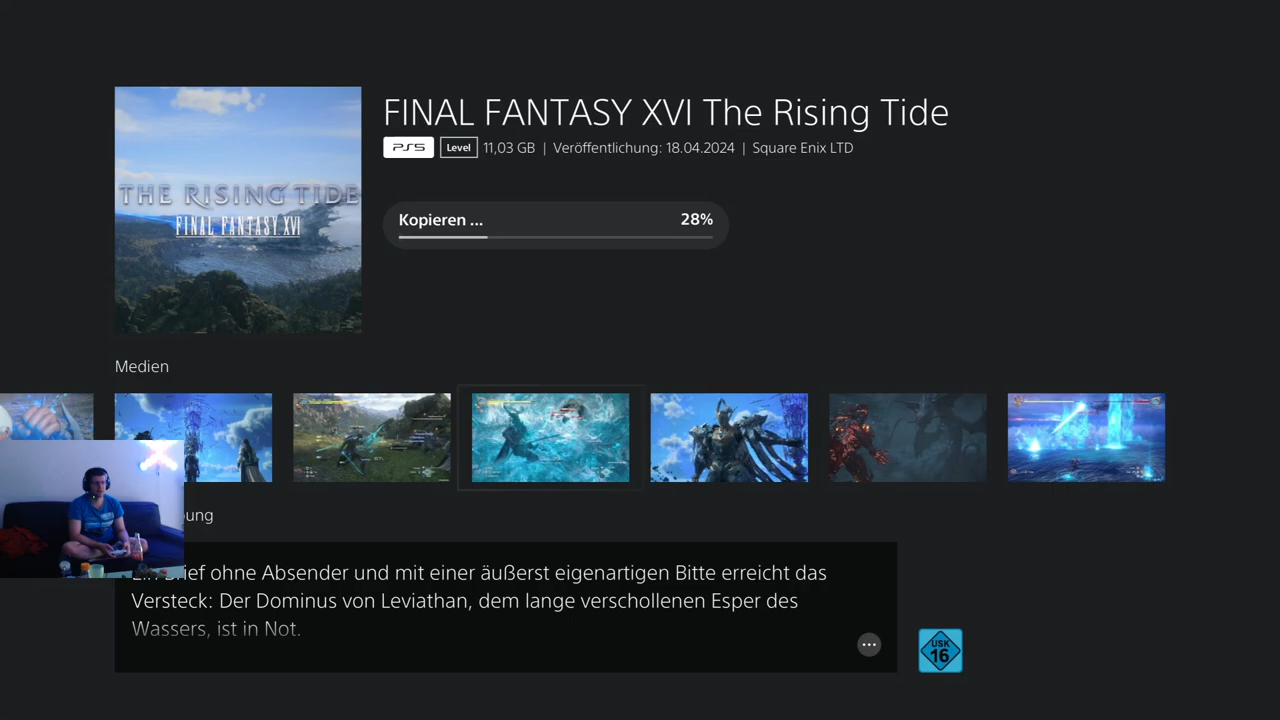 FINAL FANTASY XVI The Rising Tide
PS5 Level 11,03 GB | Veröffentlichung: 18.04.2024 | Square Enix LTD
THE RISING TIDE
FINAL FANTASY XVI
Kopieren ... 28%
Medien
bung
Ein Brief ohne Absender und mit einer äußerst eigenartigen Bitte erreicht das
Versteck: Der Dominus von Leviathan, dem lange verschollenen Esper des
Wassers, ist in Not.
USK
16